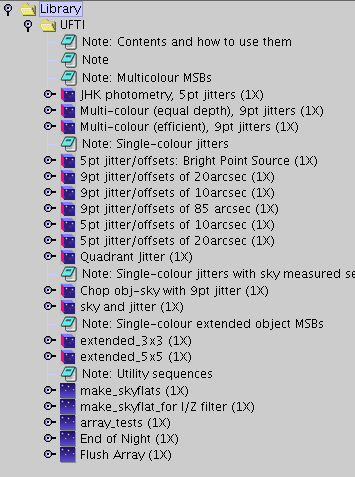 Library
UFTI
Note: Contents and how to use them
Note
Note: Multicolour MSBs
JHK photometry, 5pt jitters (1X)
Multi-colour (equal depth), 9pt jitters (1X)
Multi-colour (efficient), 9pt jitters (1X)
Note: Single-colour jitters
5pt jitter/offsets: Bright Point Source (1X)
9pt jitter/offsets of 20arcsec (1X)
9pt jitter/offsets of 10arcsec (1X)
9pt jitter/offsets of 85 arcsec (1X)
5pt jitter/offsets of 10arcsec (1X)
5pt jitter/offsets of 20arcsec (1X)
Quadrant Jitter (1X)
Note: Single-colour jitters with sky measured se
Chop obj-sky with 9pt jitter (1X)
sky and jitter (1X)
Note: Single-colour extended object MSBs
extended_3x3 (1X)
extended_5x5 (1X)
Note: Utility sequences
make_skyflats (1X)
make_skyflat_for I/Z filter (1X)
array_tests (1X)
End of Night (1X)
Flush Array (1X)